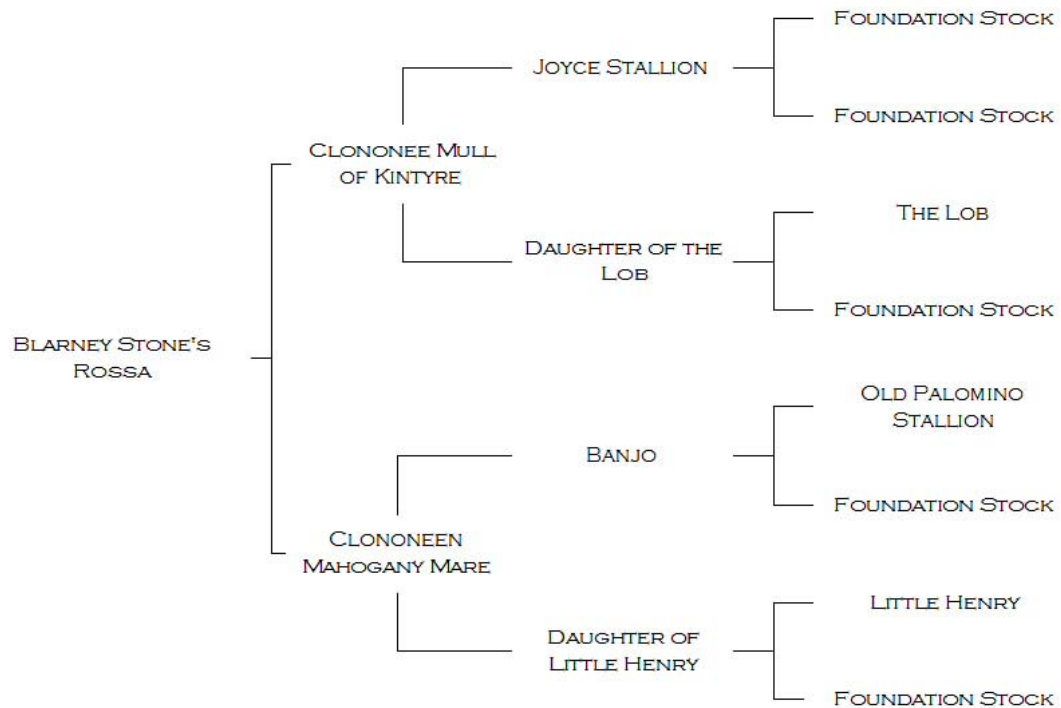 Foundation Stock
Joyce Stallion
Foundation Stock
Clononee Mull
of Kintyre
The Lob
Daughter of the
Lob
Foundation Stock
Blarney Stone's
Rossa
Old Palomino
Stallion
Banjo
Foundation Stock
Clononeen
Mahogany Mare
Little Henry
Daughter of
Little Henry
Foundation Stock